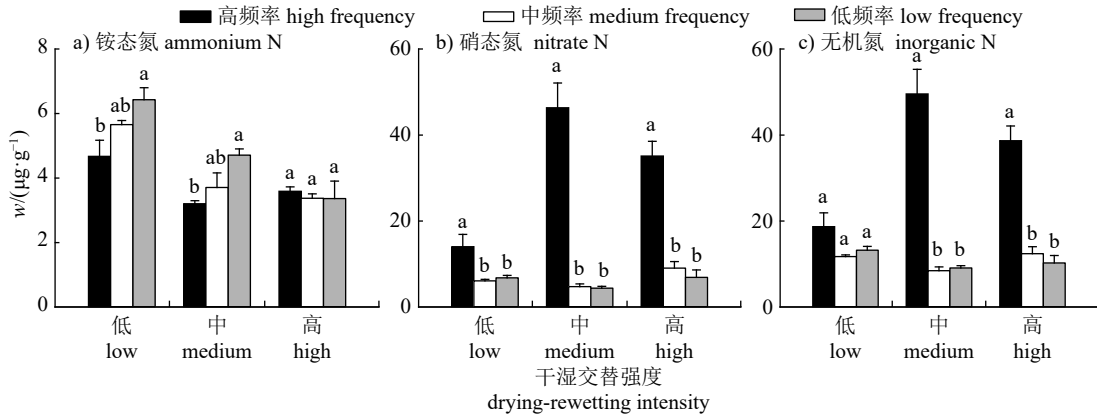 高频率 high frequency 中频率 medium frequency 低频率 low frequency
a) 铵态氮 ammonium N
b) 硝态氮 nitrate N
c) 无机氮 inorganic N
w/(μg·g⁻¹)
8
6
4
2
0
b ab a
b ab a
a a a
低 中 高
low medium high
60
40
20
0
a b b
a b b
a b b
低 中 高
low medium high
60
50
40
30
20
10
0
a a a
a b b
a b b
低 中 高
low medium high
干湿交替强度
drying-rewetting intensity